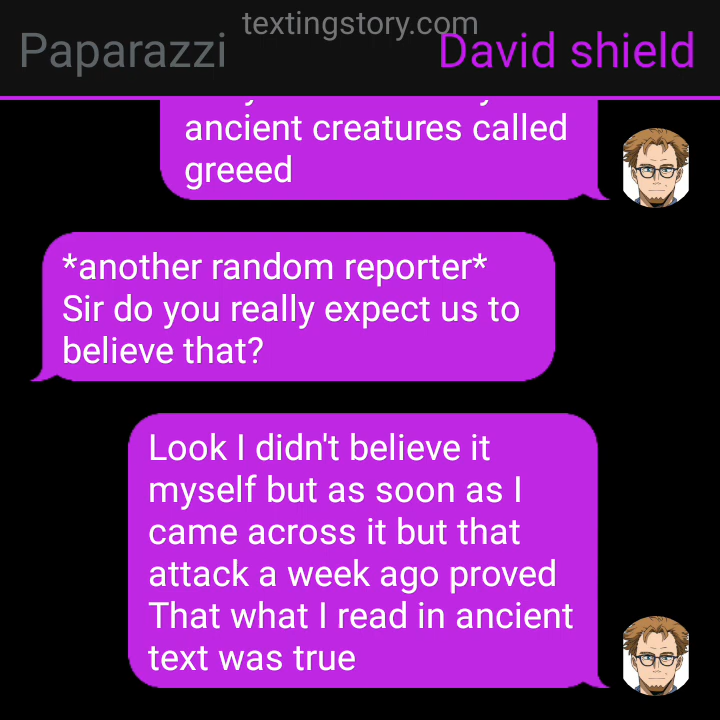 textingstory.com
Paparazzi David shield
ancient creatures called
greeed
*another random reporter*
Sir do you really expect us to
believe that?
Look I didn't believe it
myself but as soon as I
came across it but that
attack a week ago proved
That what I read in ancient
text was true